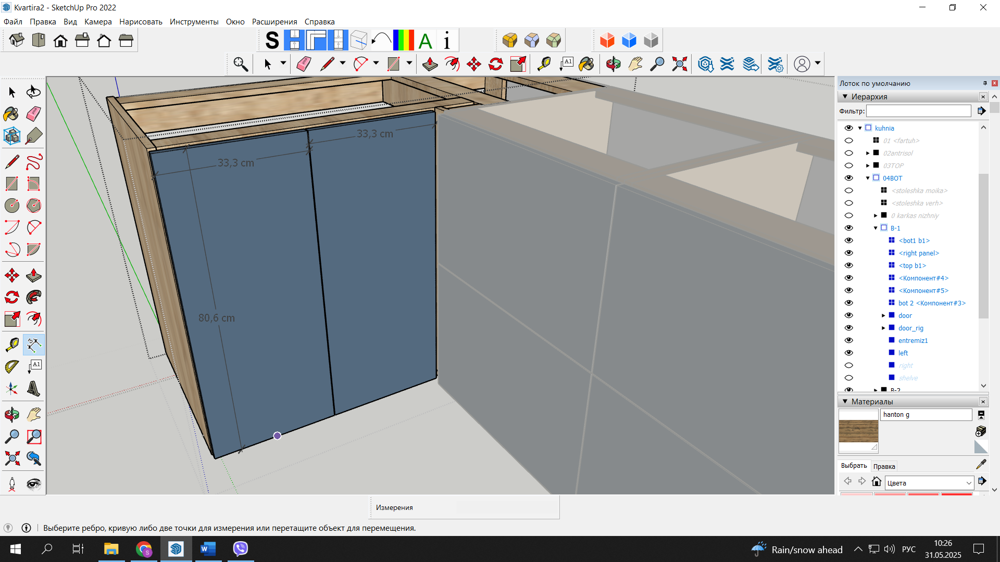 Kvartira2 - SketchUp Pro 2022
Файл Правка Вид Камера Нарисовать Инструменты Окно Расширения Справка
S A i
A1
Лоток по умолчанию
Иерархия
Фильтр:
kuhnia
01 <fartuh>
02antrisol
03TOP
04BOT
<stoleshka moika>
<stoleshka verh>
0 karkas nizhniy
B-1
<bot1 b1>
<right panel>
<top b1>
<Компонент#4>
<Компонент#5>
bot 2 <Компонент#3>
door
door_rig
entremiz1
left
right
shelve
B-2
33,3 cm
33,3 cm
80,6 cm
A1
Материалы
hanton g
Выбрать Правка
Цвета
Измерения
Выберите ребро, кривую либо две точки для измерения или перетащите объект для перемещения.
Rain/snow ahead
РУС
10:26
31.05.2025